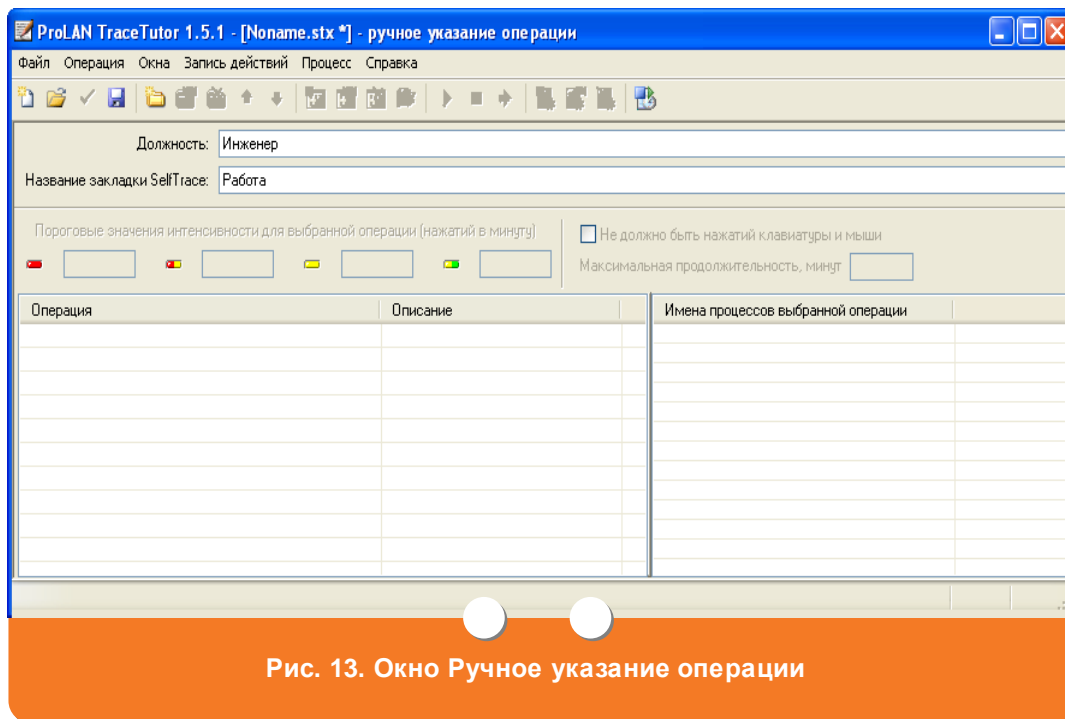 ProLAN TraceTutor 1.5.1 - [Noname.stx *] - ручное указание операции
Файл Операция Окна Запись действий Процесс Справка
Должность: Инженер
Название закладки SelfTrace: Работа
Пороговые значения интенсивности для выбранной операции (нажатий в минуту)
Не должно быть нажатий клавиатуры и мыши
Максимальная продолжительность, минут
Операция Описание Имена процессов выбранной операции
Рис. 13. Окно Ручное указание операции